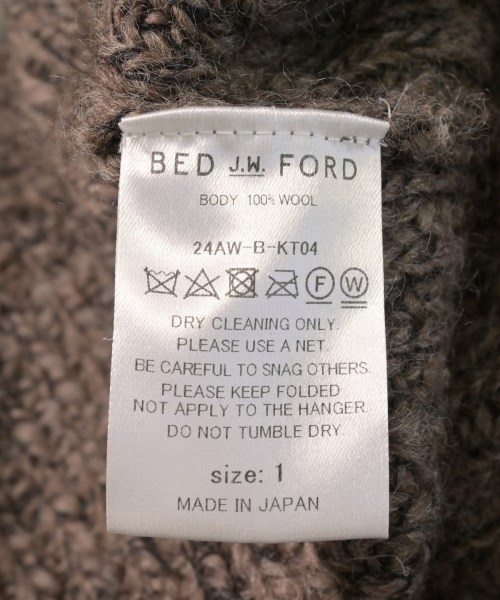 BED J.W. FORD
BODY 100% WOOL
24AW-B-KT04
F W
DRY CLEANING ONLY.
PLEASE USE A NET.
BE CAREFUL TO SNAG OTHERS.
PLEASE KEEP FOLDED
NOT APPLY TO THE HANGER.
DO NOT TUMBLE DRY.
size: 1
MADE IN JAPAN